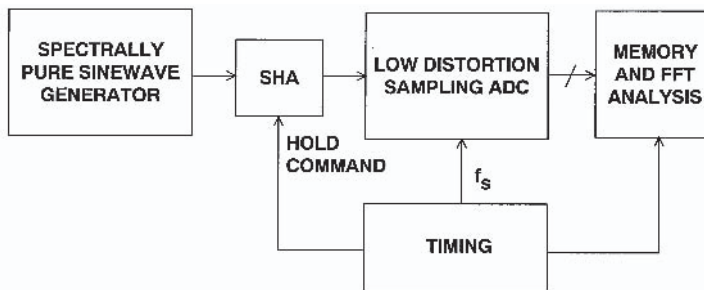 SPECTRALLY
PURE SINEWAVE
GENERATOR
SHA
LOW DISTORTION
SAMPLING ADC
MEMORY
AND FFT
ANALYSIS
HOLD
COMMAND
fs
TIMING